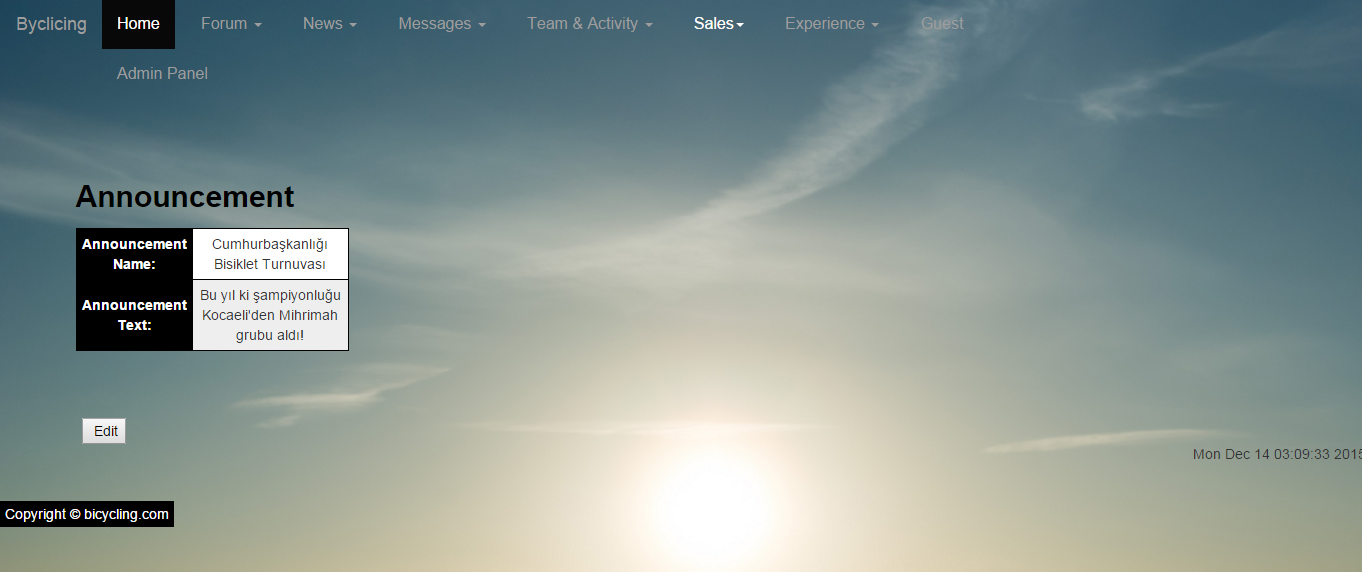 Byclicing Home Forum News Messages Team & Activity Sales Experience Guest
Admin Panel
Announcement
Announcement
Name:
Cumhurbaşkanlığı
Bisiklet Turnuvası
Announcement
Text:
Bu yıl ki şampiyonluğu
Kocaeli'den Mihrimah
grubu aldı!
Edit
Mon Dec 14 03:09:33 2015
Copyright © bicycling.com